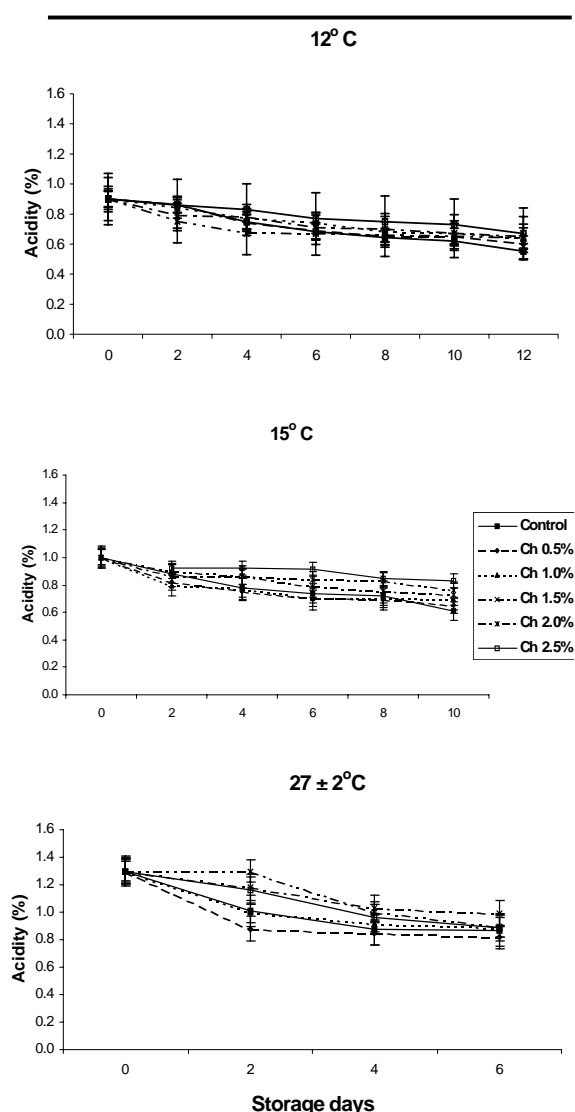 12° C
1.6
1.4
1.2
1.0
0.8
0.6
0.4
0.2
0.0
Acidity (%)
0 2 4 6 8 10 12
15° C
1.6
1.4
1.2
1.0
0.8
0.6
0.4
0.2
0.0
Acidity (%)
0 2 4 6 8 10
Control
Ch 0.5%
Ch 1.0%
Ch 1.5%
Ch 2.0%
Ch 2.5%
27 ± 2°C
1.6
1.4
1.2
1.0
0.8
0.6
0.4
0.2
0.0
Acidity (%)
0 2 4 6
Storage days